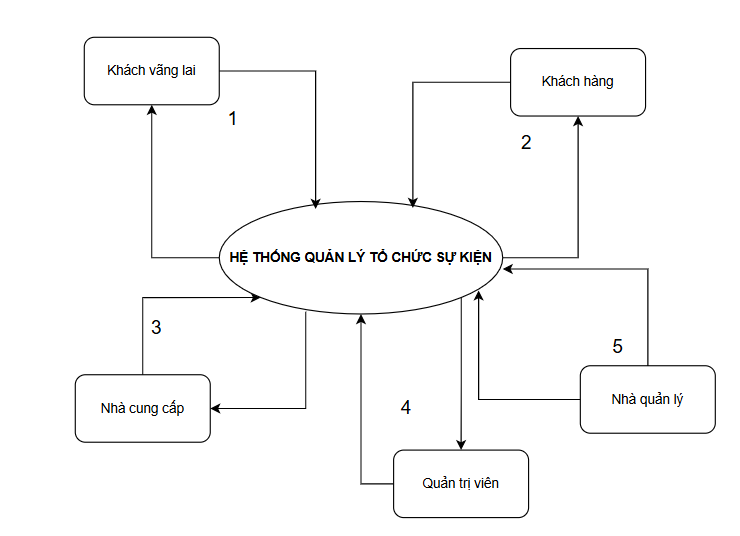 Khách vãng lai
Khách hàng
1
2
HỆ THỐNG QUẢN LÝ TỔ CHỨC SỰ KIỆN
3
5
Nhà cung cấp
4
Nhà quản lý
Quản trị viên